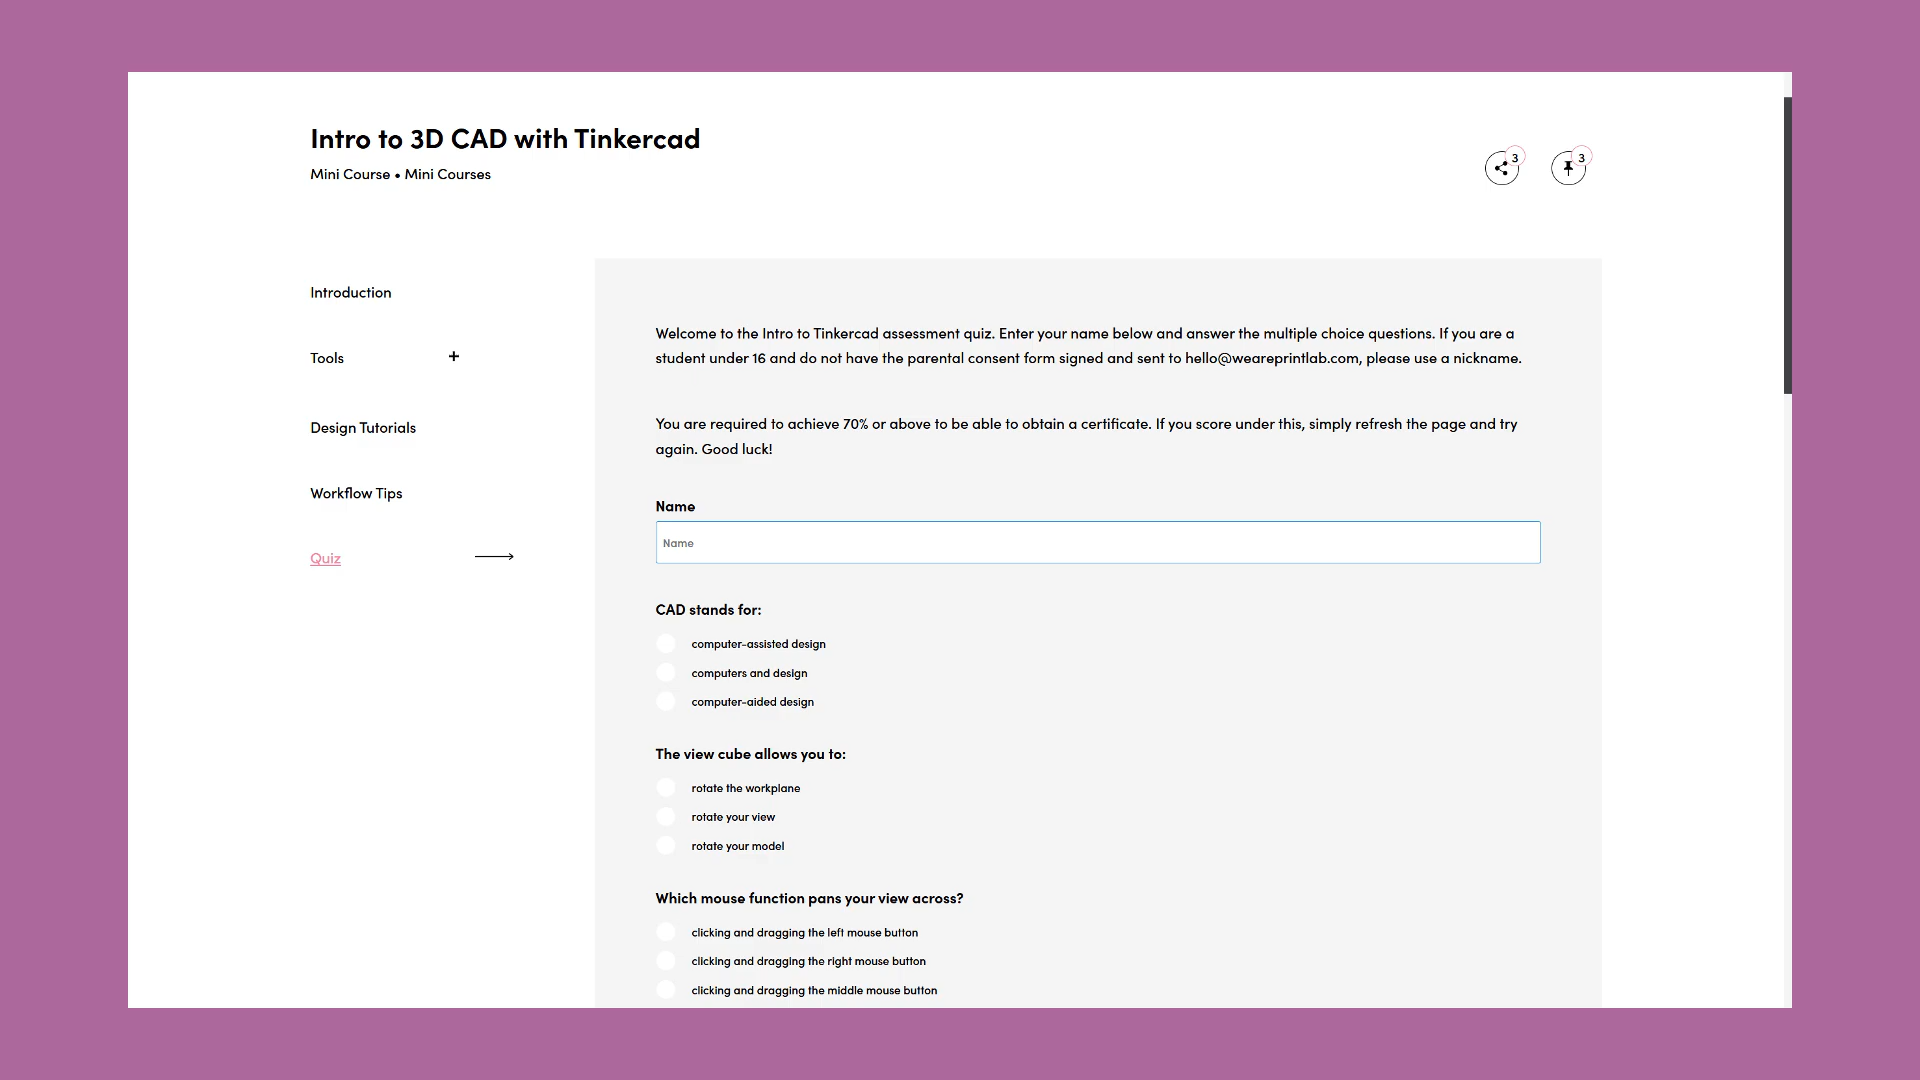 Intro to 3D CAD with Tinkercad
Mini Course • Mini Courses
3
3
Introduction
Tools +
Design Tutorials
Workflow Tips
Quiz
Welcome to the Intro to Tinkercad assessment quiz. Enter your name below and answer the multiple choice questions. If you are a
student under 16 and do not have the parental consent form signed and sent to hello@weareprintlab.com, please use a nickname.
You are required to achieve 70% or above to be able to obtain a certificate. If you score under this, simply refresh the page and try
again. Good luck!
Name
Name
CAD stands for:
computer-assisted design
computers and design
computer-aided design
The view cube allows you to:
rotate the workplane
rotate your view
rotate your model
Which mouse function pans your view across?
clicking and dragging the left mouse button
clicking and dragging the right mouse button
clicking and dragging the middle mouse button